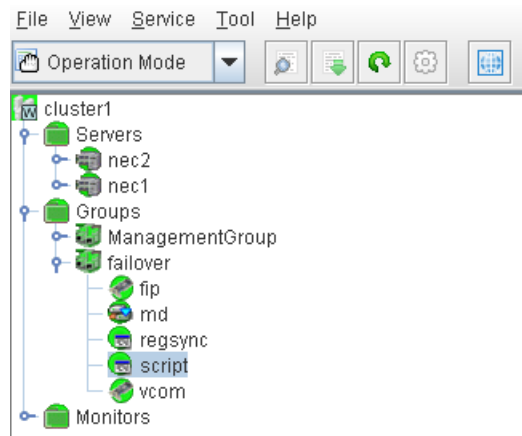 File View Service Tool Help
Operation Mode
cluster1
Servers
nec2
nec1
Groups
ManagementGroup
failover
fip
md
regsync
script
vcom
Monitors